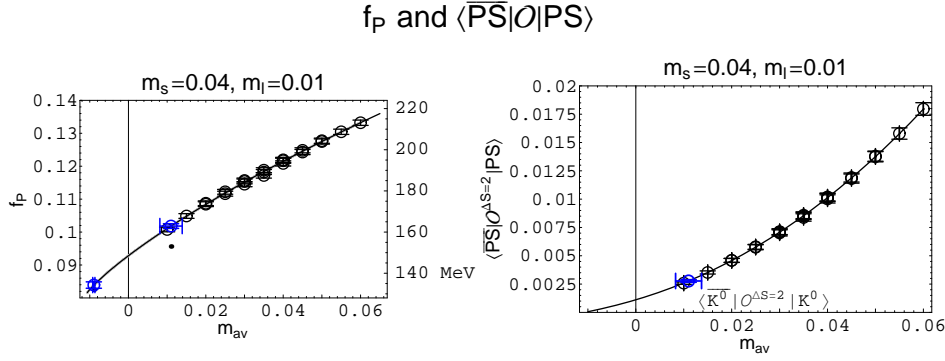 f_P and ⟨P̅S̅|O|PS⟩
m_s=0.04, m_l=0.01
0.14
0.13
0.12
0.11
0.1
0.09
f_P
220
200
180
160
140 MeV
0 0.02 0.04 0.06
m_av
m_s=0.04, m_l=0.01
0.02
0.0175
0.015
0.0125
0.01
0.0075
0.005
0.0025
⟨P̅S̅|O^ΔS=2|PS⟩
⟨K̅⁰|O^ΔS=2|K⁰⟩
0 0.02 0.04 0.06
m_av